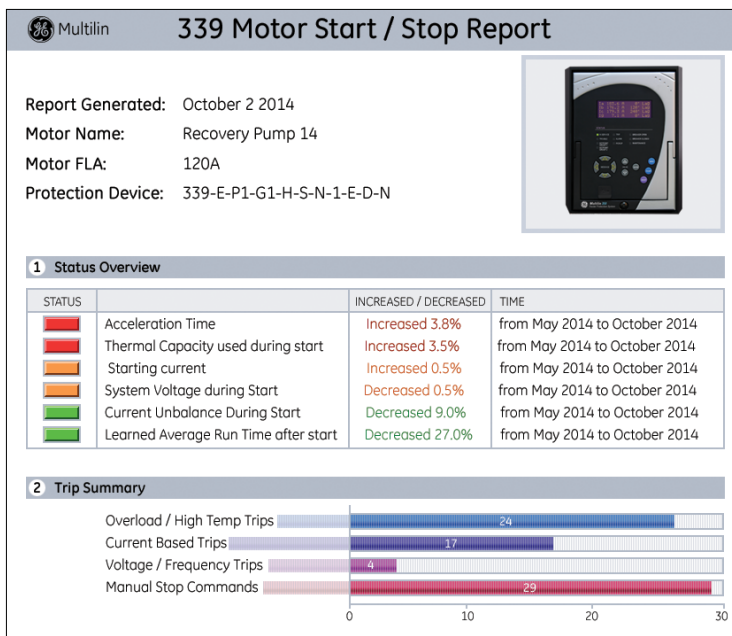 Multilin 339 Motor Start / Stop Report
Report Generated: October 2 2014
Motor Name: Recovery Pump 14
Motor FLA: 120A
Protection Device: 339-E-P1-G1-H-S-N-1-E-D-N
1 Status Overview
STATUS INCREASED / DECREASED TIME
Acceleration Time Increased 3.8% from May 2014 to October 2014
Thermal Capacity used during start Increased 3.5% from May 2014 to October 2014
Starting current Increased 0.5% from May 2014 to October 2014
System Voltage during Start Decreased 0.5% from May 2014 to October 2014
Current Unbalance During Start Decreased 9.0% from May 2014 to October 2014
Learned Average Run Time after start Decreased 27.0% from May 2014 to October 2014
2 Trip Summary
Overload / High Temp Trips 24
Current Based Trips 17
Voltage / Frequency Trips 4
Manual Stop Commands 29
0 10 20 30